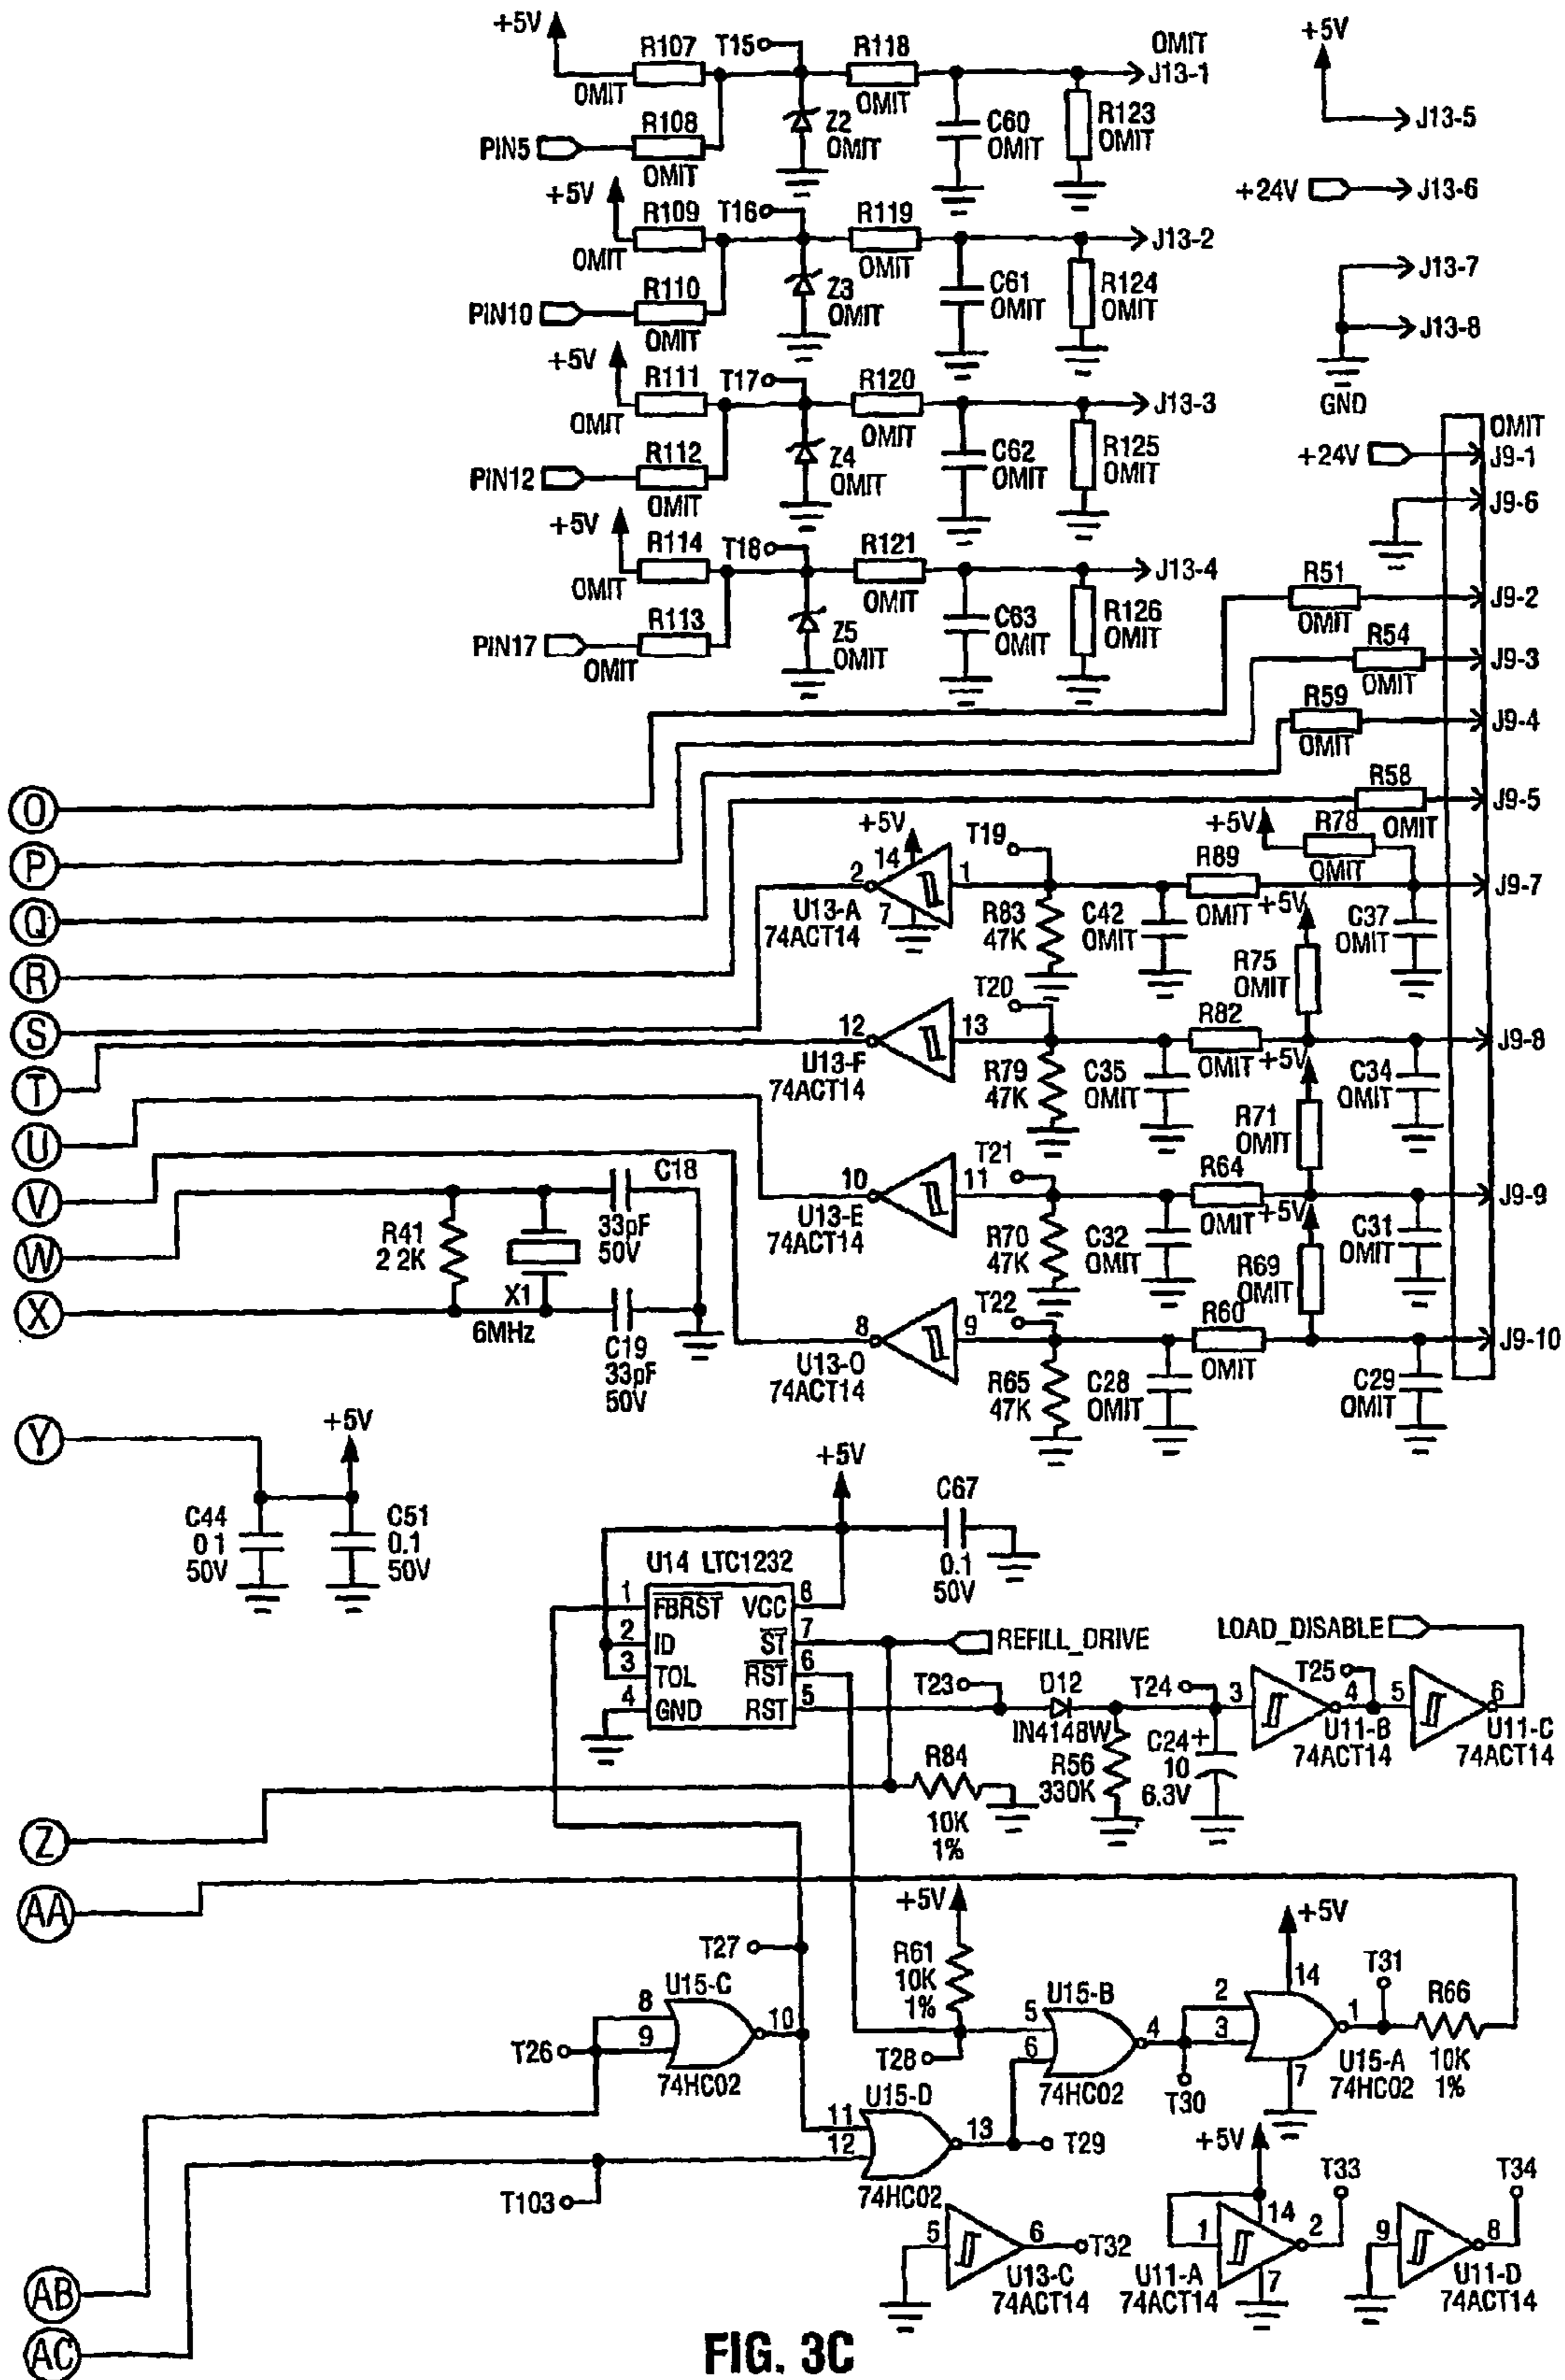 +5V
R107
OMIT
T15
R118
OMIT
OMIT
J13-1
PIN5
R108
OMIT
Z2
OMIT
C60
OMIT
R123
OMIT
+5V
J13-5
+24V
J13-6
J13-7
J13-8
GND
+5V
R109
OMIT
T16
R119
OMIT
J13-2
PIN10
R110
OMIT
Z3
OMIT
C61
OMIT
R124
OMIT
+5V
R111
OMIT
T17
R120
OMIT
J13-3
PIN12
R112
OMIT
Z4
OMIT
C62
OMIT
R125
OMIT
+5V
R114
OMIT
T18
R121
OMIT
J13-4
PIN17
R113
OMIT
Z5
OMIT
C63
OMIT
R126
OMIT
OMIT
+24V
J9-1
J9-6
R51
OMIT
J9-2
R54
OMIT
J9-3
R59
OMIT
J9-4
R58
OMIT
J9-5
O
P
Q
R
S
T
U
V
W
X
Y
Z
AA
AB
AC
+5V
14
2
1
7
U13-A
74ACT14
T19
R83
47K
C42
OMIT
R89
OMIT
+5V
R78
OMIT
J9-7
C37
OMIT
+5V
R75
OMIT
12
13
U13-F
74ACT14
T20
R79
47K
C35
OMIT
R82
OMIT
J9-8
C34
OMIT
+5V
R71
OMIT
10
11
U13-E
74ACT14
T21
R70
47K
C32
OMIT
R64
OMIT
J9-9
C31
OMIT
+5V
R69
OMIT
8
9
U13-O
74ACT14
T22
R65
47K
C28
OMIT
R60
OMIT
J9-10
C29
OMIT
R41
2 2K
C18
33pF
50V
X1
6MHz
C19
33pF
50V
+5V
C44
0 1
50V
C51
0.1
50V
+5V
C67
0.1
50V
U14 LTC1232
1 FBRST VCC 8
2 ID ST 7
3 TOL RST 6
4 GND RST 5
REFILL_DRIVE
LOAD_DISABLE
T23
D12
IN4148W
T24
R56
330K
C24 +
10
6.3V
3
4
U11-B
74ACT14
T25
5
6
U11-C
74ACT14
R84
10K
1%
T27
U15-C
8
9
10
74HC02
T26
+5V
R61
10K
1%
T28
U15-B
5
6
4
74HC02
T30
+5V
14
2
3
1
7
U15-A
74HC02
T31
R66
10K
1%
U15-D
11
12
13
74HC02
T29
T103
5
6
T32
U13-C
74ACT14
+5V
14
1
2
7
T33
U11-A
74ACT14
9
8
T34
U11-D
74ACT14
FIG. 3C